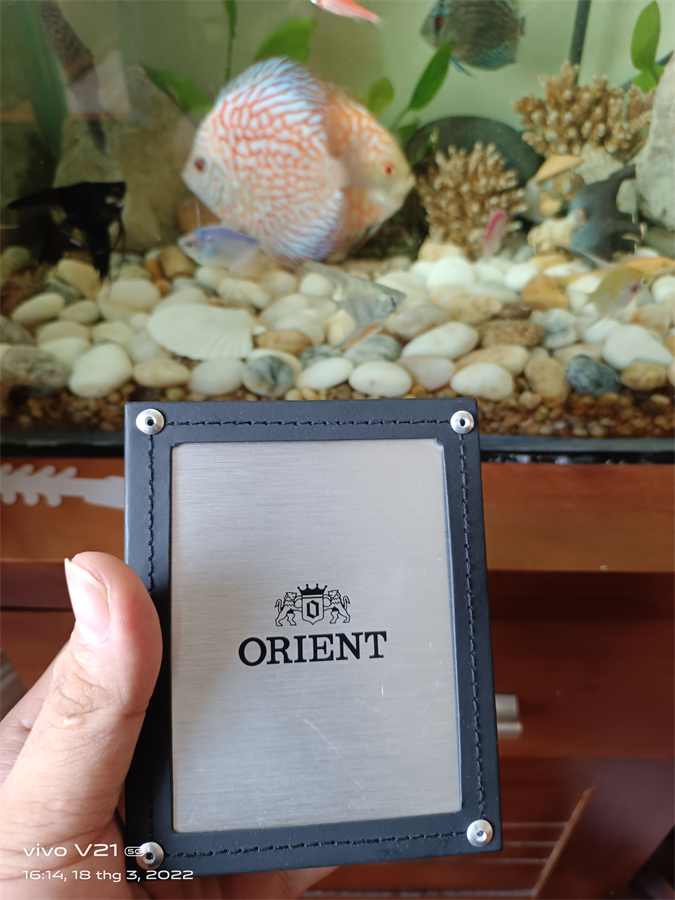 O
ORIENT
vivo V21 5G
16:14, 18 thg 3, 2022